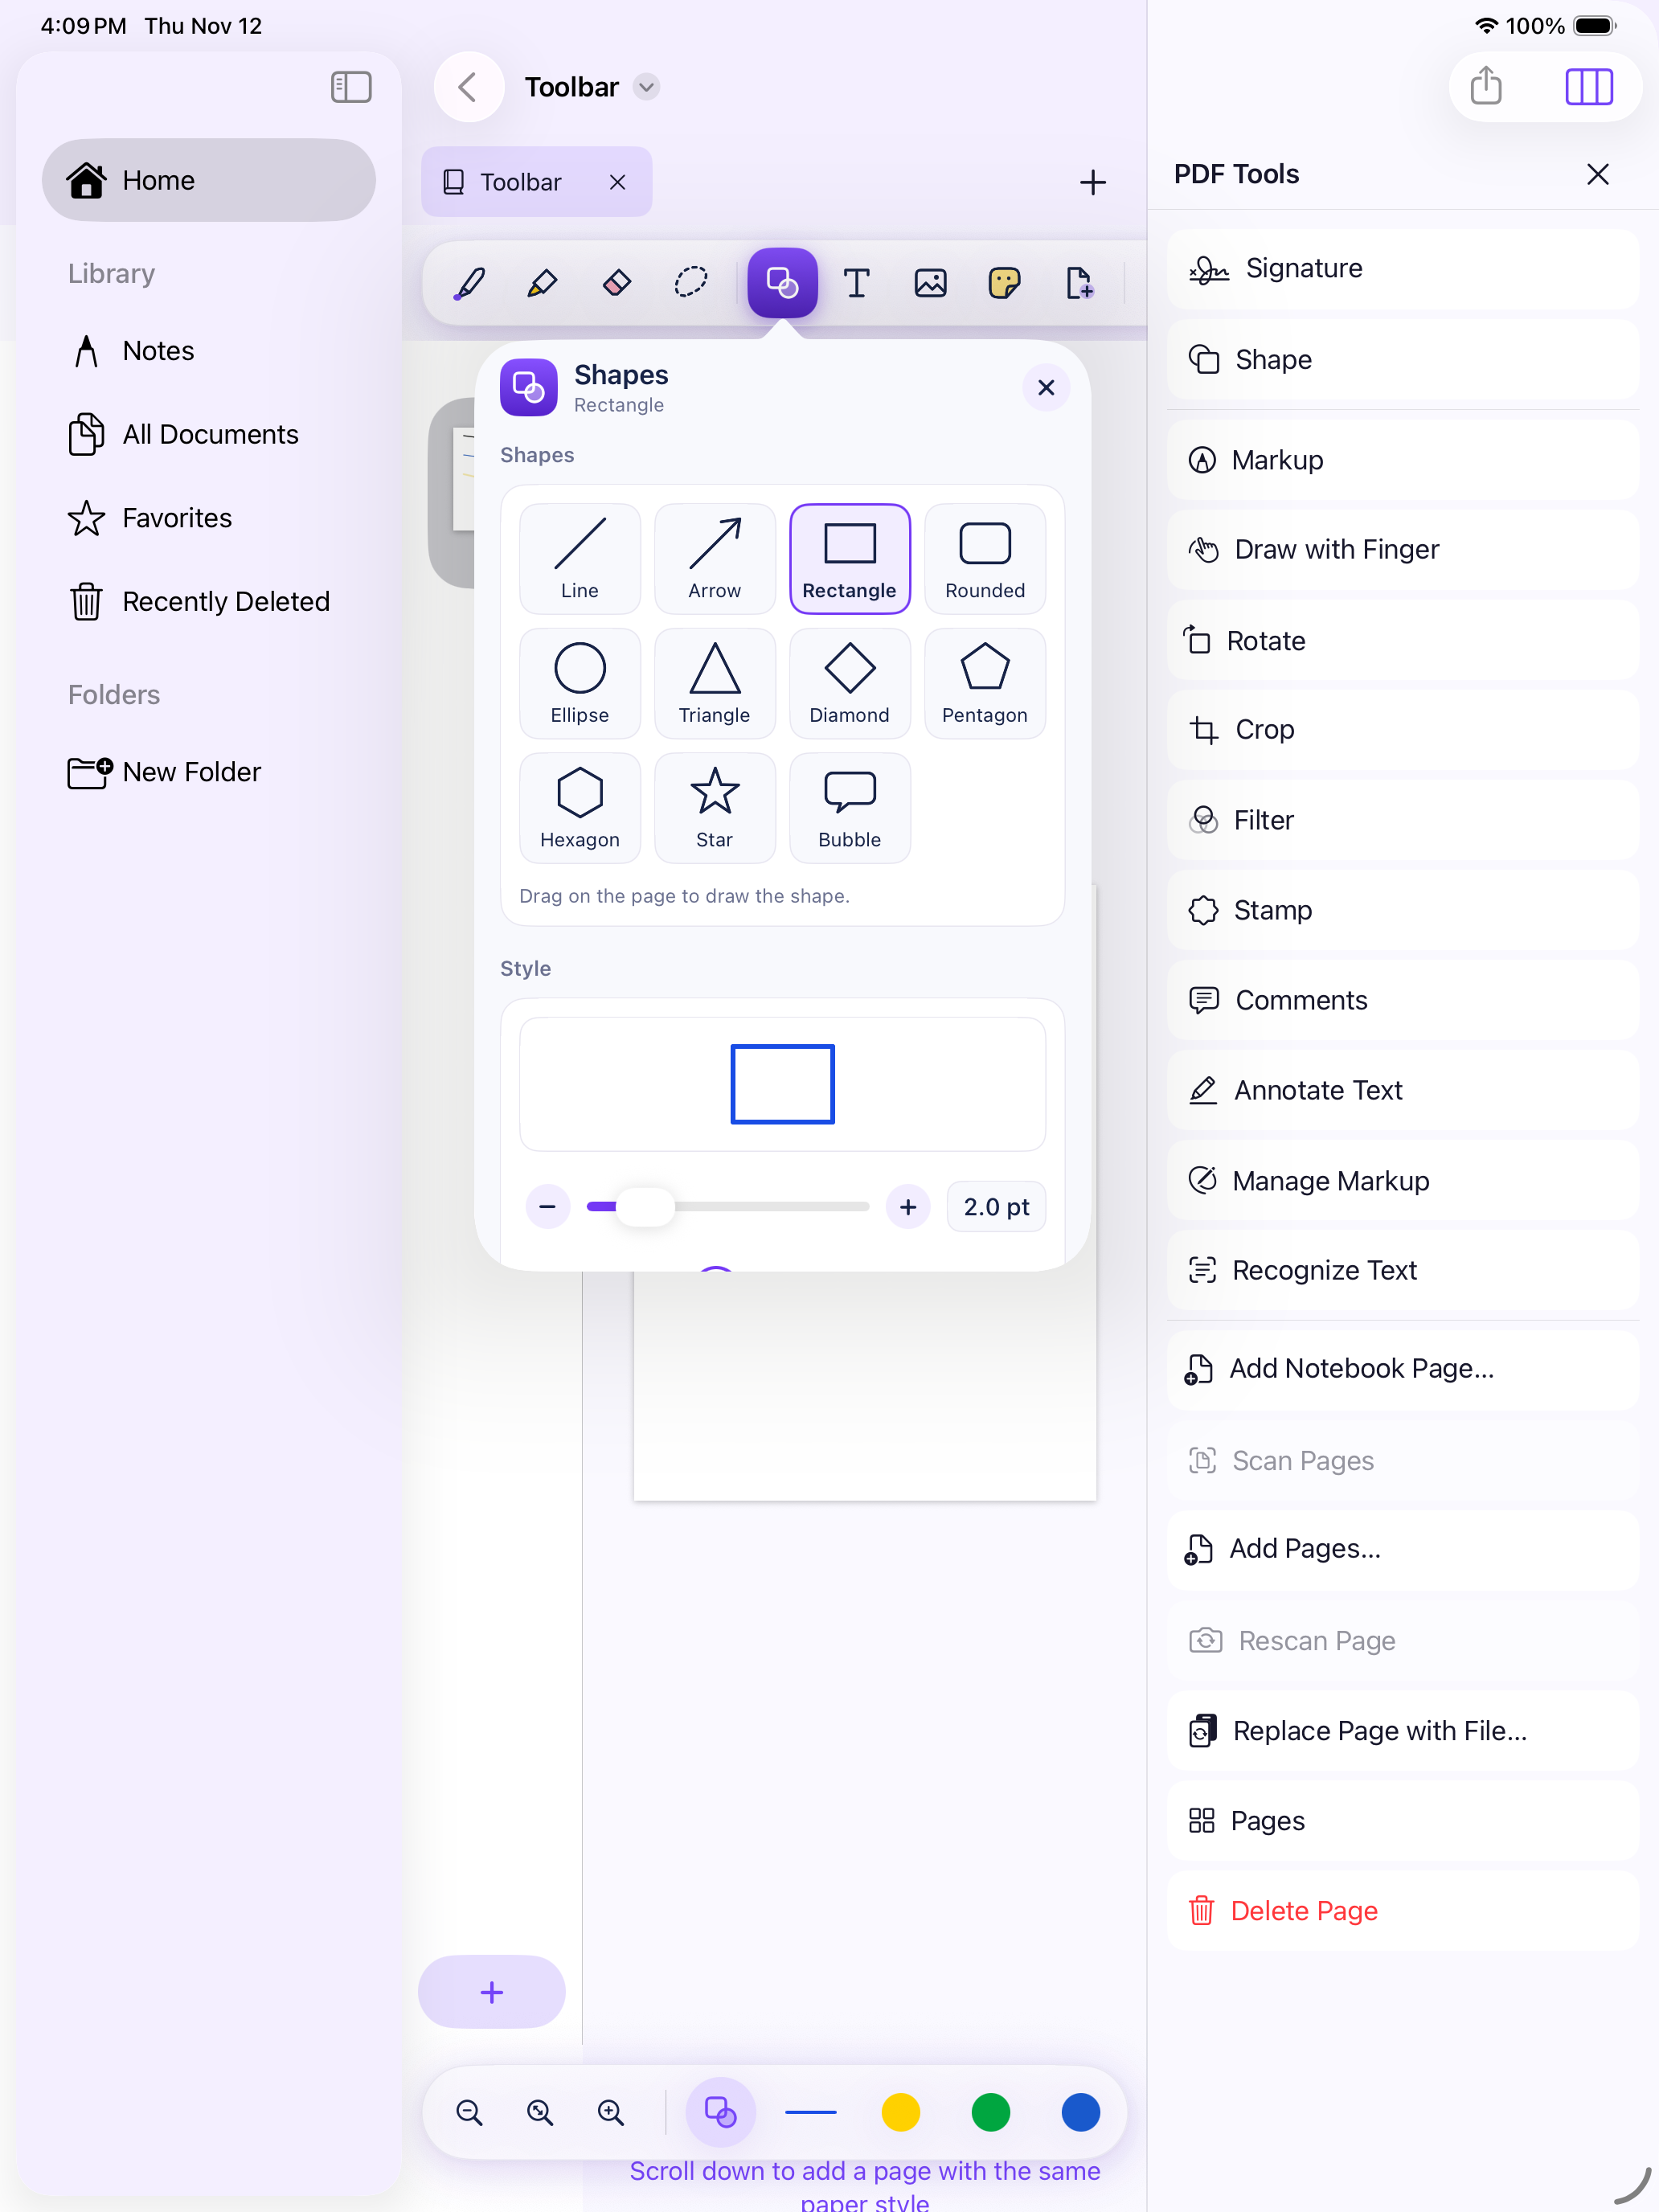 4:09 PM Thu Nov 12
100%
Home
Library
Notes
All Documents
Favorites
Recently Deleted
Folders
New Folder
Toolbar
Toolbar
Shapes
Rectangle
Shapes
Line
Arrow
Rectangle
Rounded
Ellipse
Triangle
Diamond
Pentagon
Hexagon
Star
Bubble
Drag on the page to draw the shape.
Style
2.0 pt
Scroll down to add a page with the same
paper style
PDF Tools
Signature
Shape
Markup
Draw with Finger
Rotate
Crop
Filter
Stamp
Comments
Annotate Text
Manage Markup
Recognize Text
Add Notebook Page...
Scan Pages
Add Pages...
Rescan Page
Replace Page with File...
Pages
Delete Page